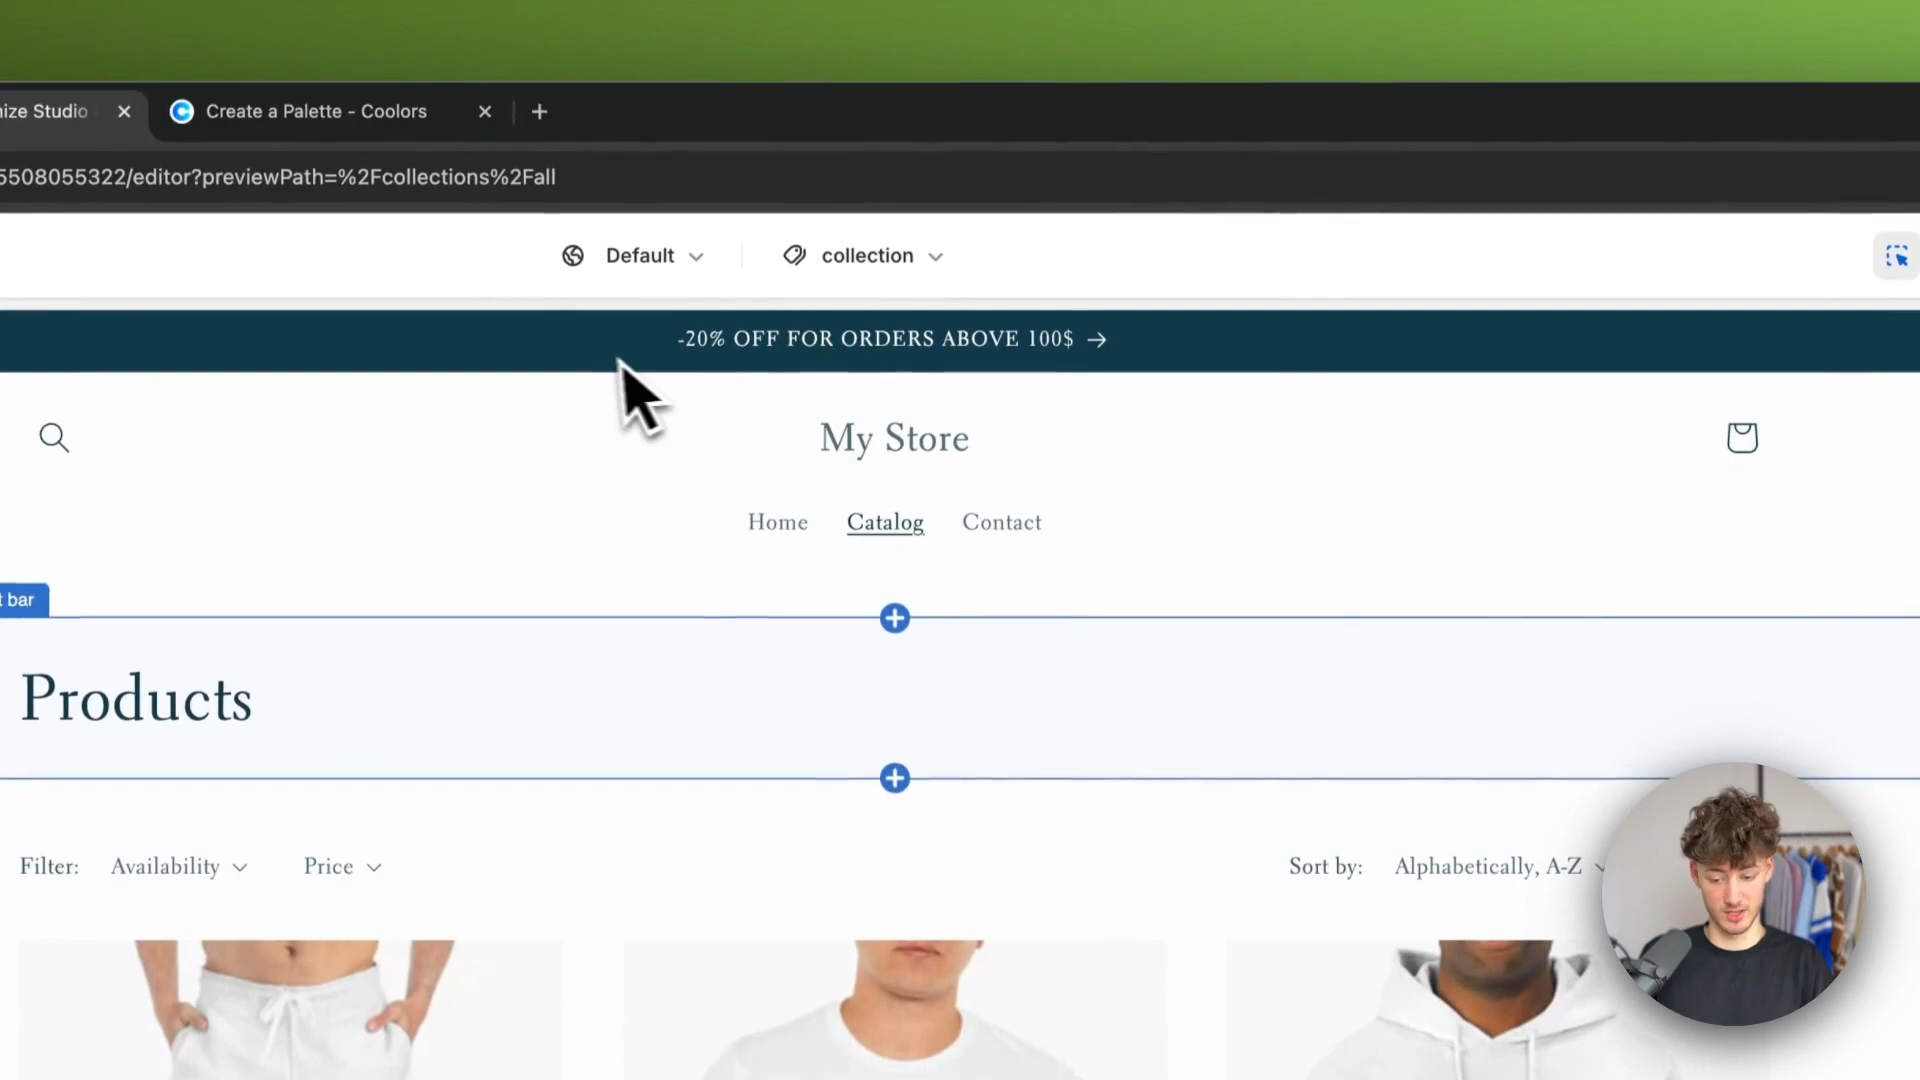 nize Studio
Create a Palette - Coolors
5508055322/editor?previewPath=%2Fcollections%2Fall
Default
collection
-20% OFF FOR ORDERS ABOVE 100$ →
My Store
Home Catalog Contact
t bar
Products
Filter: Availability Price
Sort by: Alphabetically, A-Z